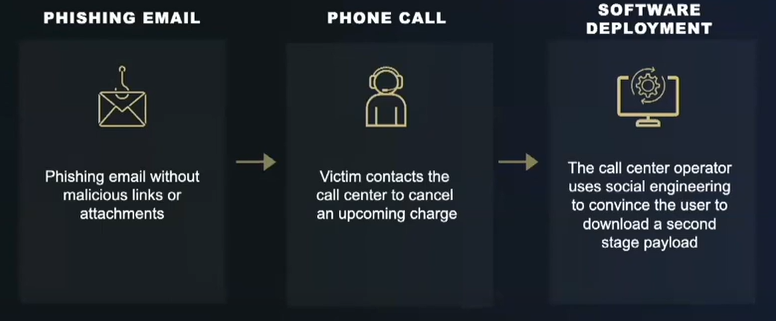 PHISHING EMAIL
Phishing email without
malicious links or
attachments
PHONE CALL
Victim contacts the
call center to cancel
an upcoming charge
SOFTWARE
DEPLOYMENT
The call center operator
uses social engineering
to convince the user to
download a second
stage payload